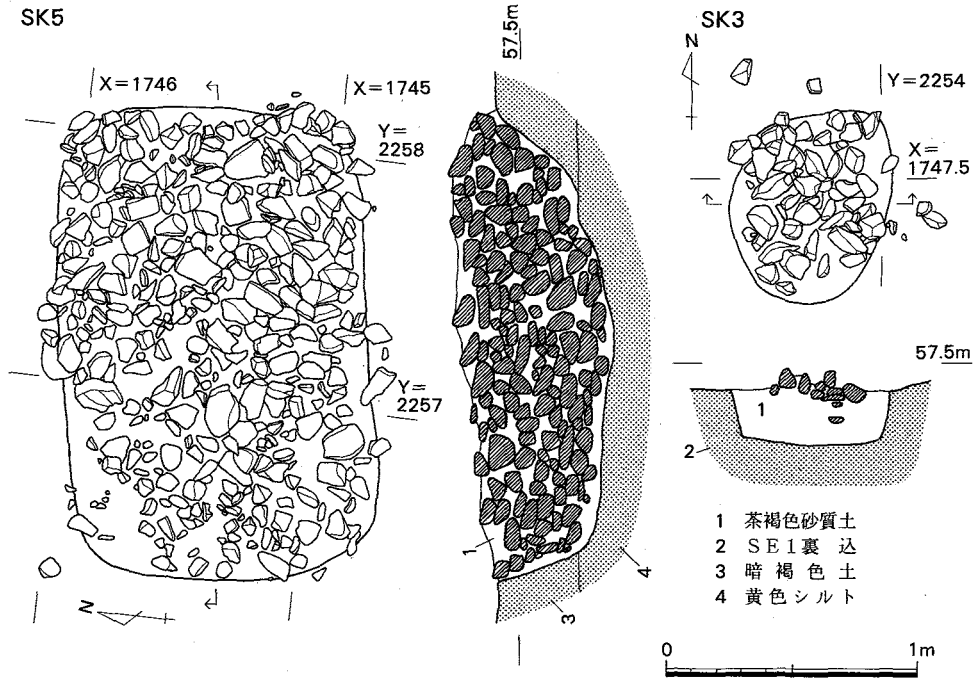 SK5
57.5m
SK3
N
X=1746
X=1745
Y=
2258
Y=2254
X=
1747.5
Y=
2257
57.5m
1
2
1
4
3
N
1 茶褐色砂質土
2 SE1裏込
3 暗褐色土
4 黄色シルト
0 1m